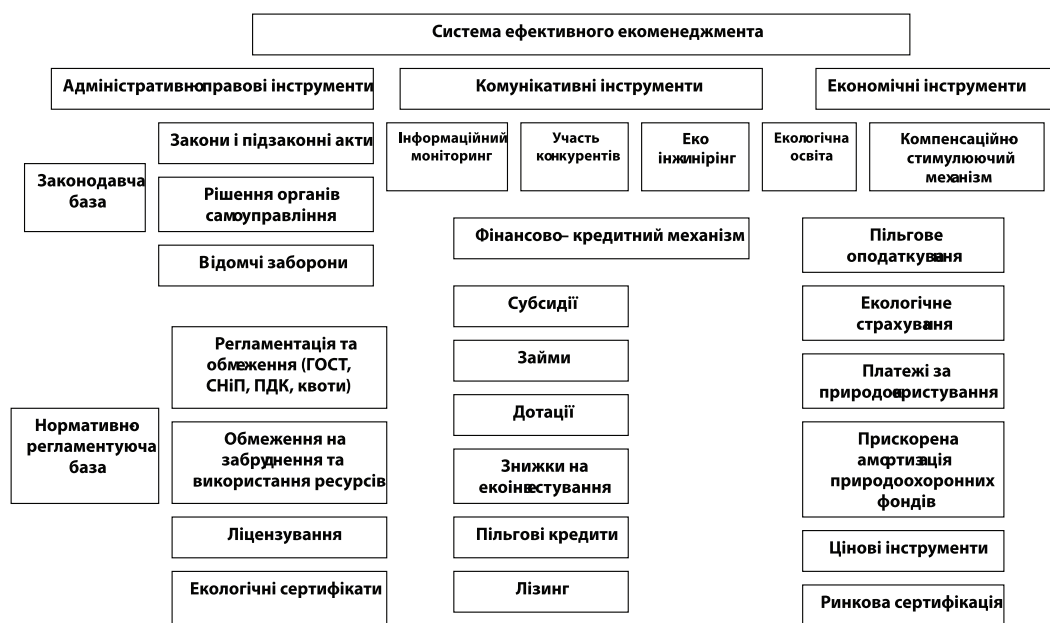 Система ефективного екоменеджмента
Адміністративно-правові інструменти
Комунікативні інструменти
Економічні інструменти
Закони і підзаконні акти
Інформаційний
моніторинг
Участь
конкурентів
Еко
інжинірінг
Екологічна
освіта
Компенсаційно-
стимулюючий
механізм
Законодавча
база
Рішення органів
самоуправління
Відомчі заборони
Фінансово – кредитний механізм
Пільгове
оподаткування
Субсидії
Екологічне
страхування
Регламентація та
обмеження (ГОСТ,
СНіП, ПДК, квоти)
Займи
Платежі за
природокористування
Нормативно-
регламентуюча
база
Дотації
Обмеження на
забруднення та
використання ресурсів
Знижки на
екоінвестування
Прискорена
амортизація
природоохоронних
фондів
Ліцензування
Пільгові кредити
Цінові інструменти
Екологічні сертифікати
Лізинг
Ринкова сертифікація